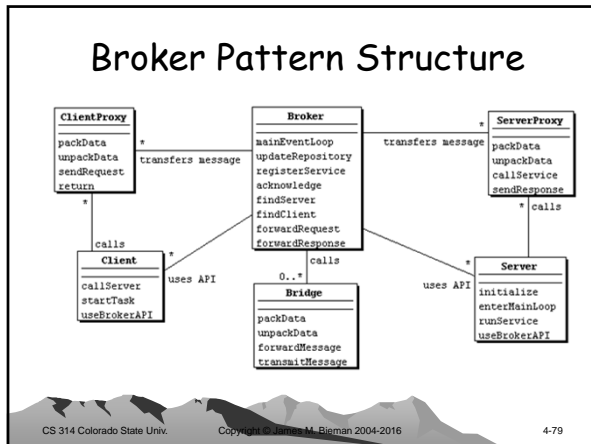 Broker Pattern Structure
ClientProxy
packData
unpackData
sendRequest
return
*
transfers message
*
calls
Client
callServer
startTask
useBrokerAPI
*
uses API
Broker
mainEventLoop
updateRepository
registerService
acknowledge
findServer
findClient
forwardRequest
forwardResponse
calls
0..*
Bridge
packData
unpackData
forwardMessage
transmitMessage
*
transfers message
ServerProxy
packData
unpackData
callService
sendResponse
* calls
*
uses API
Server
initialize
enterMainLoop
runService
useBrokerAPI
CS 314 Colorado State Univ.
Copyright © James M. Bieman 2004-2016
4-79